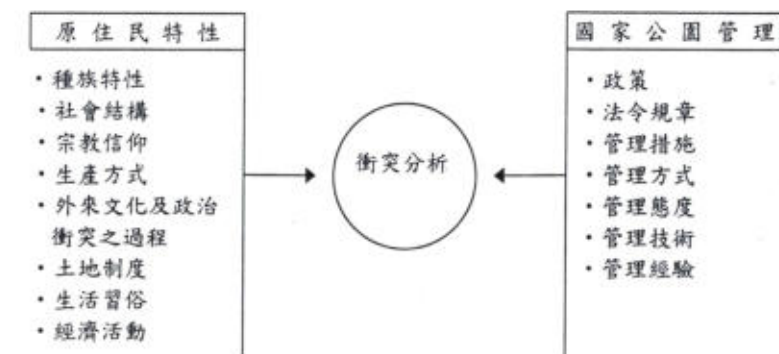 原住民特性
・種族特性
・社會結構
・宗教信仰
・生產方式
・外來文化及政治
衝突之過程
・土地制度
・生活習俗
・經濟活動
衝突分析
國家公園管理
・政策
・法令規章
・管理措施
・管理方式
・管理態度
・管理技術
・管理經驗